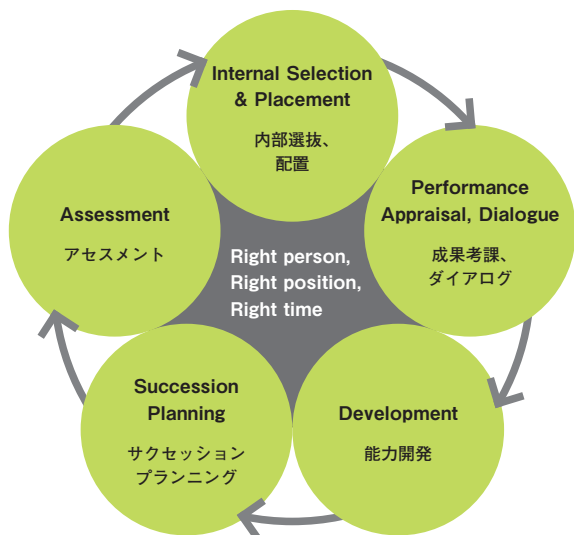 Internal Selection
& Placement
内部選抜、
配置
Performance
Appraisal, Dialogue
成果考課、
ダイアログ
Development
能力開発
Succession
Planning
サクセッション
プランニング
Assessment
アセスメント
Right person,
Right position,
Right time